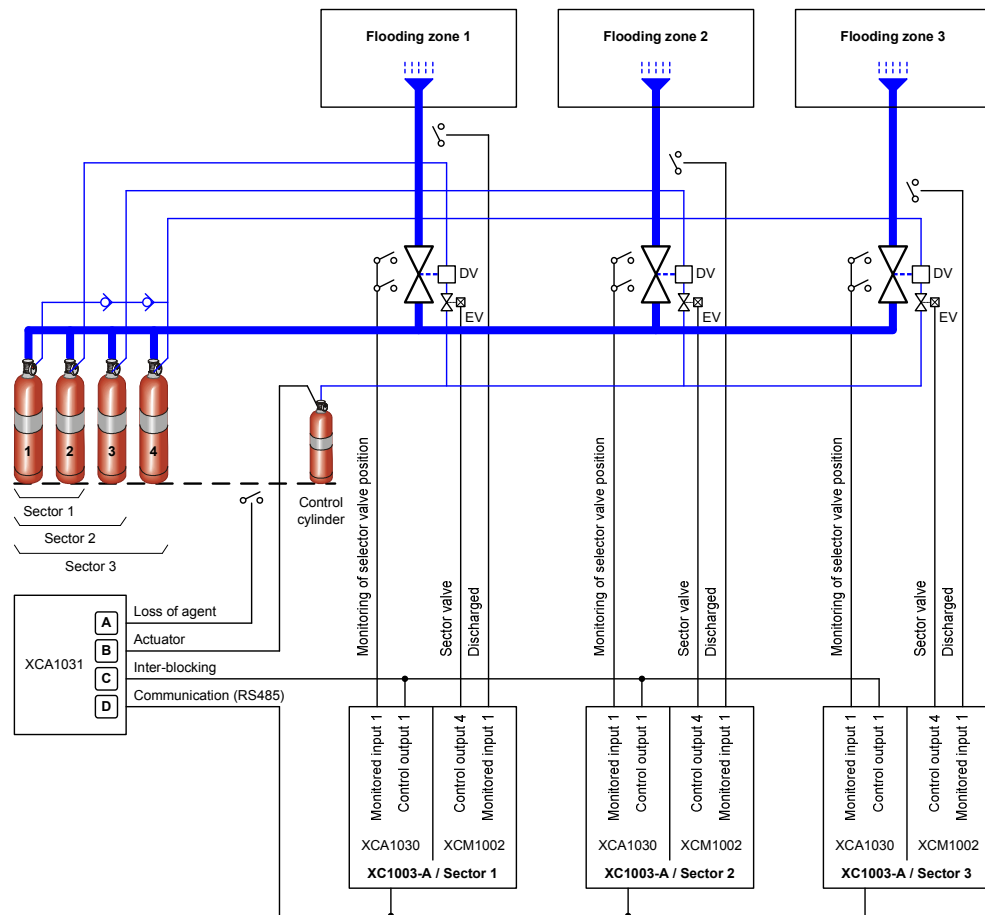 Flooding zone 1
Flooding zone 2
Flooding zone 3
DV
EV
DV
EV
DV
EV
1
2
3
4
Sector 1
Sector 2
Sector 3
Control
cylinder
Monitoring of selector valve position
Sector valve
Discharged
Monitoring of selector valve position
Sector valve
Discharged
Monitoring of selector valve position
Sector valve
Discharged
XCA1031
A
Loss of agent
B
Actuator
C
Inter-blocking
D
Communication (RS485)
Monitored input 1
Control output 1
Control output 4
Monitored input 1
XCA1030
XCM1002
XC1003-A / Sector 1
Monitored input 1
Control output 1
Control output 4
Monitored input 1
XCA1030
XCM1002
XC1003-A / Sector 2
Monitored input 1
Control output 1
Control output 4
Monitored input 1
XCA1030
XCM1002
XC1003-A / Sector 3